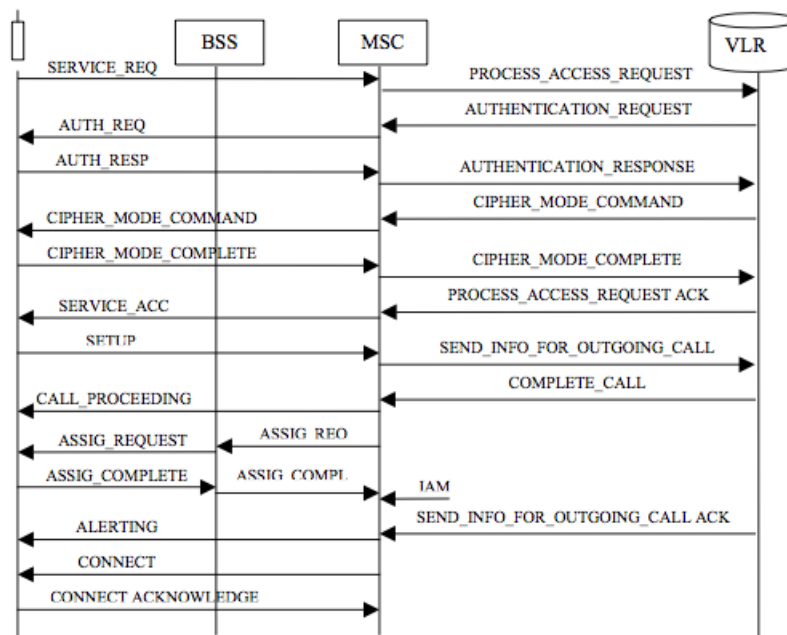 BSS
MSC
VLR
SERVICE_REQ
PROCESS_ACCESS_REQUEST
AUTHENTICATION_REQUEST
AUTH_REQ
AUTH_RESP
AUTHENTICATION_RESPONSE
CIPHER_MODE_COMMAND
CIPHER_MODE_COMMAND
CIPHER_MODE_COMPLETE
CIPHER_MODE_COMPLETE
PROCESS_ACCESS_REQUEST ACK
SERVICE_ACC
SETUP
SEND_INFO_FOR_OUTGOING_CALL
COMPLETE_CALL
CALL_PROCEEDING
ASSIG_REQUEST
ASSIG_REQ
ASSIG_COMPLETE
ASSIG_COMPL
IAM
SEND_INFO_FOR_OUTGOING_CALL ACK
ALERTING
CONNECT
CONNECT ACKNOWLEDGE